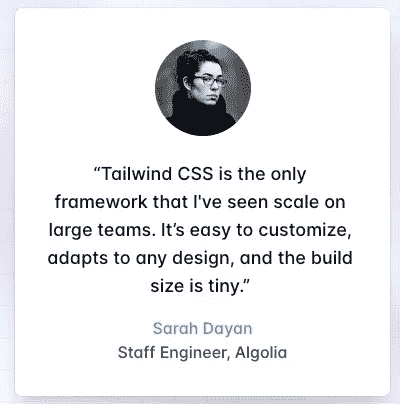 “Tailwind CSS is the only
framework that I've seen scale on
large teams. It’s easy to customize,
adapts to any design, and the build
size is tiny.”
Sarah Dayan
Staff Engineer, Algolia